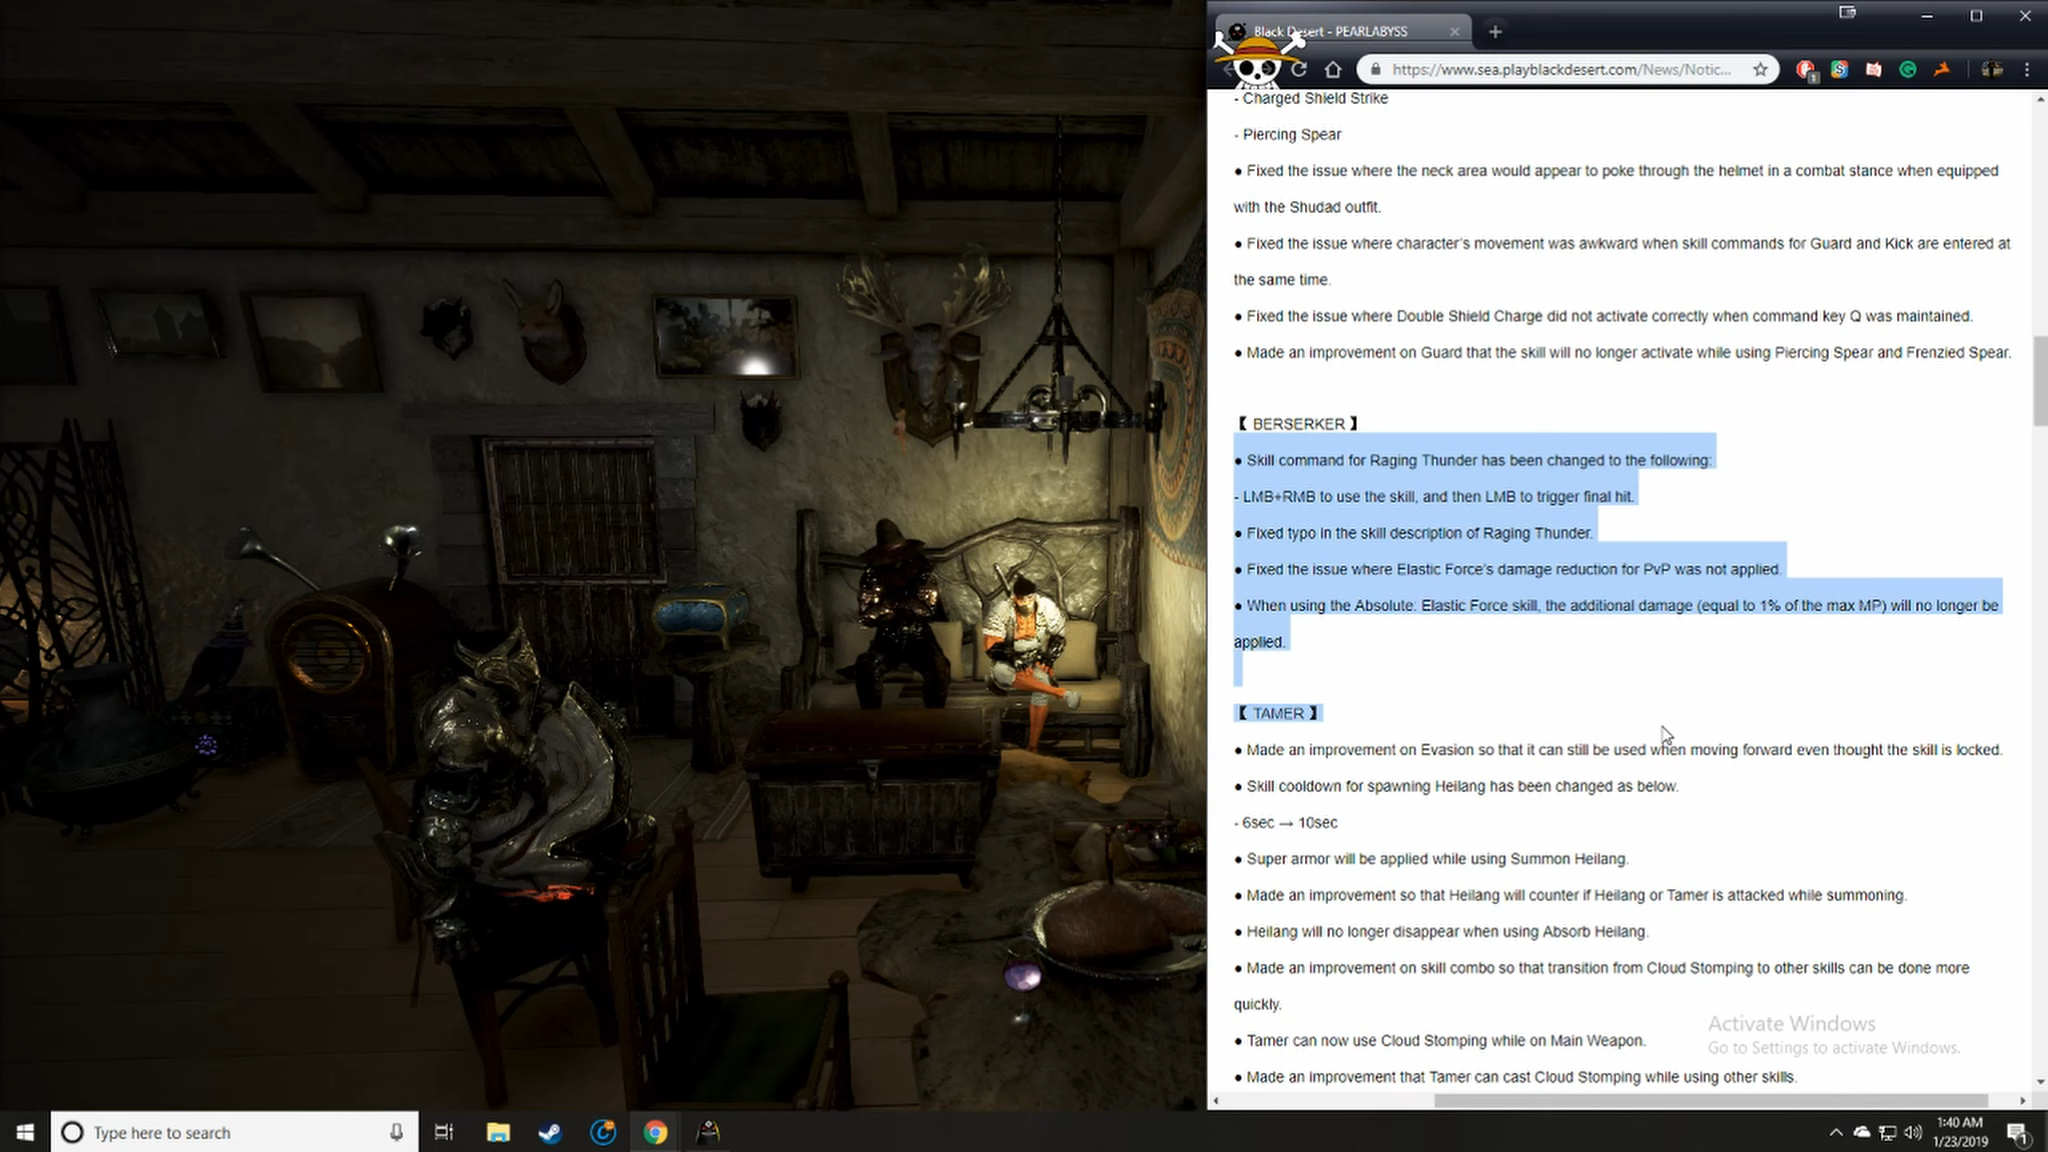 Black Desert - PEARLABYSS
https://www.sea.playblackdesert.com/News/Notic...
- Charged Shield Strike
- Piercing Spear
● Fixed the issue where the neck area would appear to poke through the helmet in a combat stance when equipped
with the Shudad outfit.
● Fixed the issue where character's movement was awkward when skill commands for Guard and Kick are entered at
the same time.
● Fixed the issue where Double Shield Charge did not activate correctly when command key Q was maintained.
● Made an improvement on Guard that the skill will no longer activate while using Piercing Spear and Frenzied Spear.
【 BERSERKER 】
● Skill command for Raging Thunder has been changed to the following:
- LMB+RMB to use the skill, and then LMB to trigger final hit.
● Fixed typo in the skill description of Raging Thunder.
● Fixed the issue where Elastic Force's damage reduction for PvP was not applied.
● When using the Absolute: Elastic Force skill, the additional damage (equal to 1% of the max MP) will no longer be
applied.
【 TAMER 】
● Made an improvement on Evasion so that it can still be used when moving forward even thought the skill is locked.
● Skill cooldown for spawning Heilang has been changed as below.
- 6sec → 10sec
● Super armor will be applied while using Summon Heilang.
● Made an improvement so that Heilang will counter if Heilang or Tamer is attacked while summoning.
● Heilang will no longer disappear when using Absorb Heilang.
● Made an improvement on skill combo so that transition from Cloud Stomping to other skills can be done more
quickly.
● Tamer can now use Cloud Stomping while on Main Weapon.
● Made an improvement that Tamer can cast Cloud Stomping while using other skills.
Activate Windows
Go to Settings to activate Windows.
Type here to search
1:40 AM
1/23/2019
1